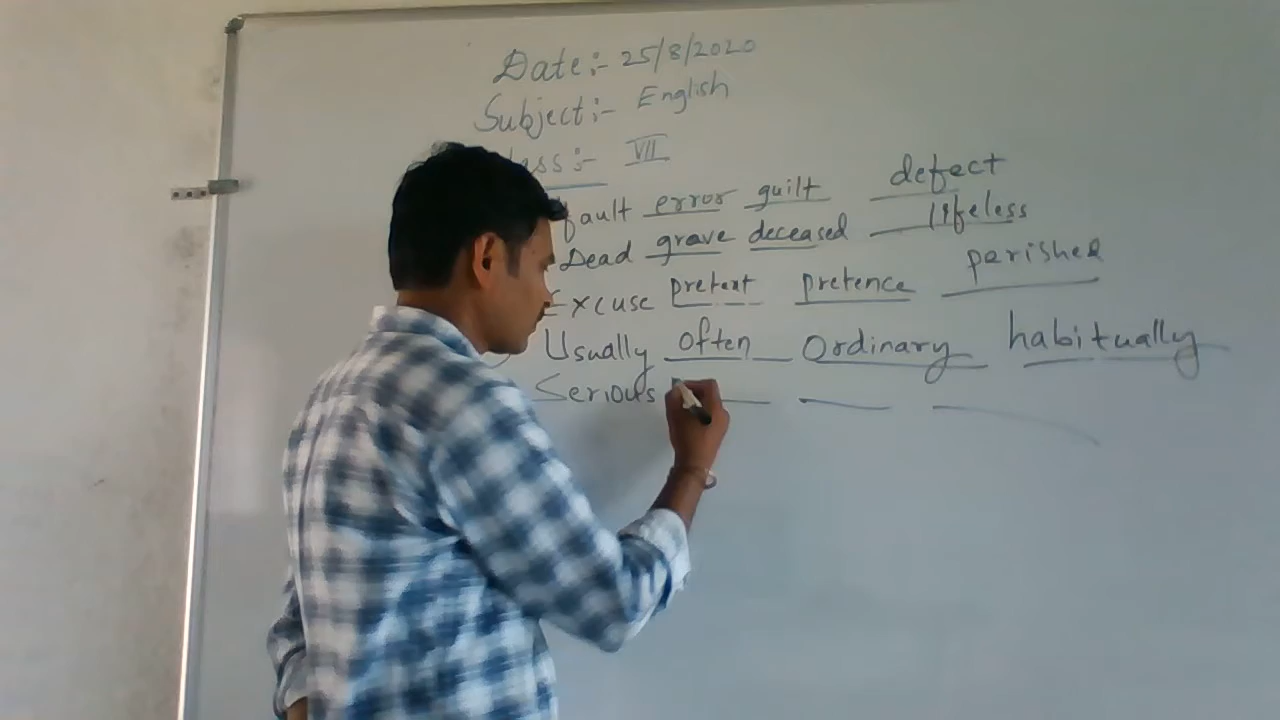 Date:- 25/8/2020
Subject:- English
Class:- VII
fault error guilt defect
Dead grave deceased lifeless
Excuse pretext pretence perished
Usually Often Ordinary habitually
Serious